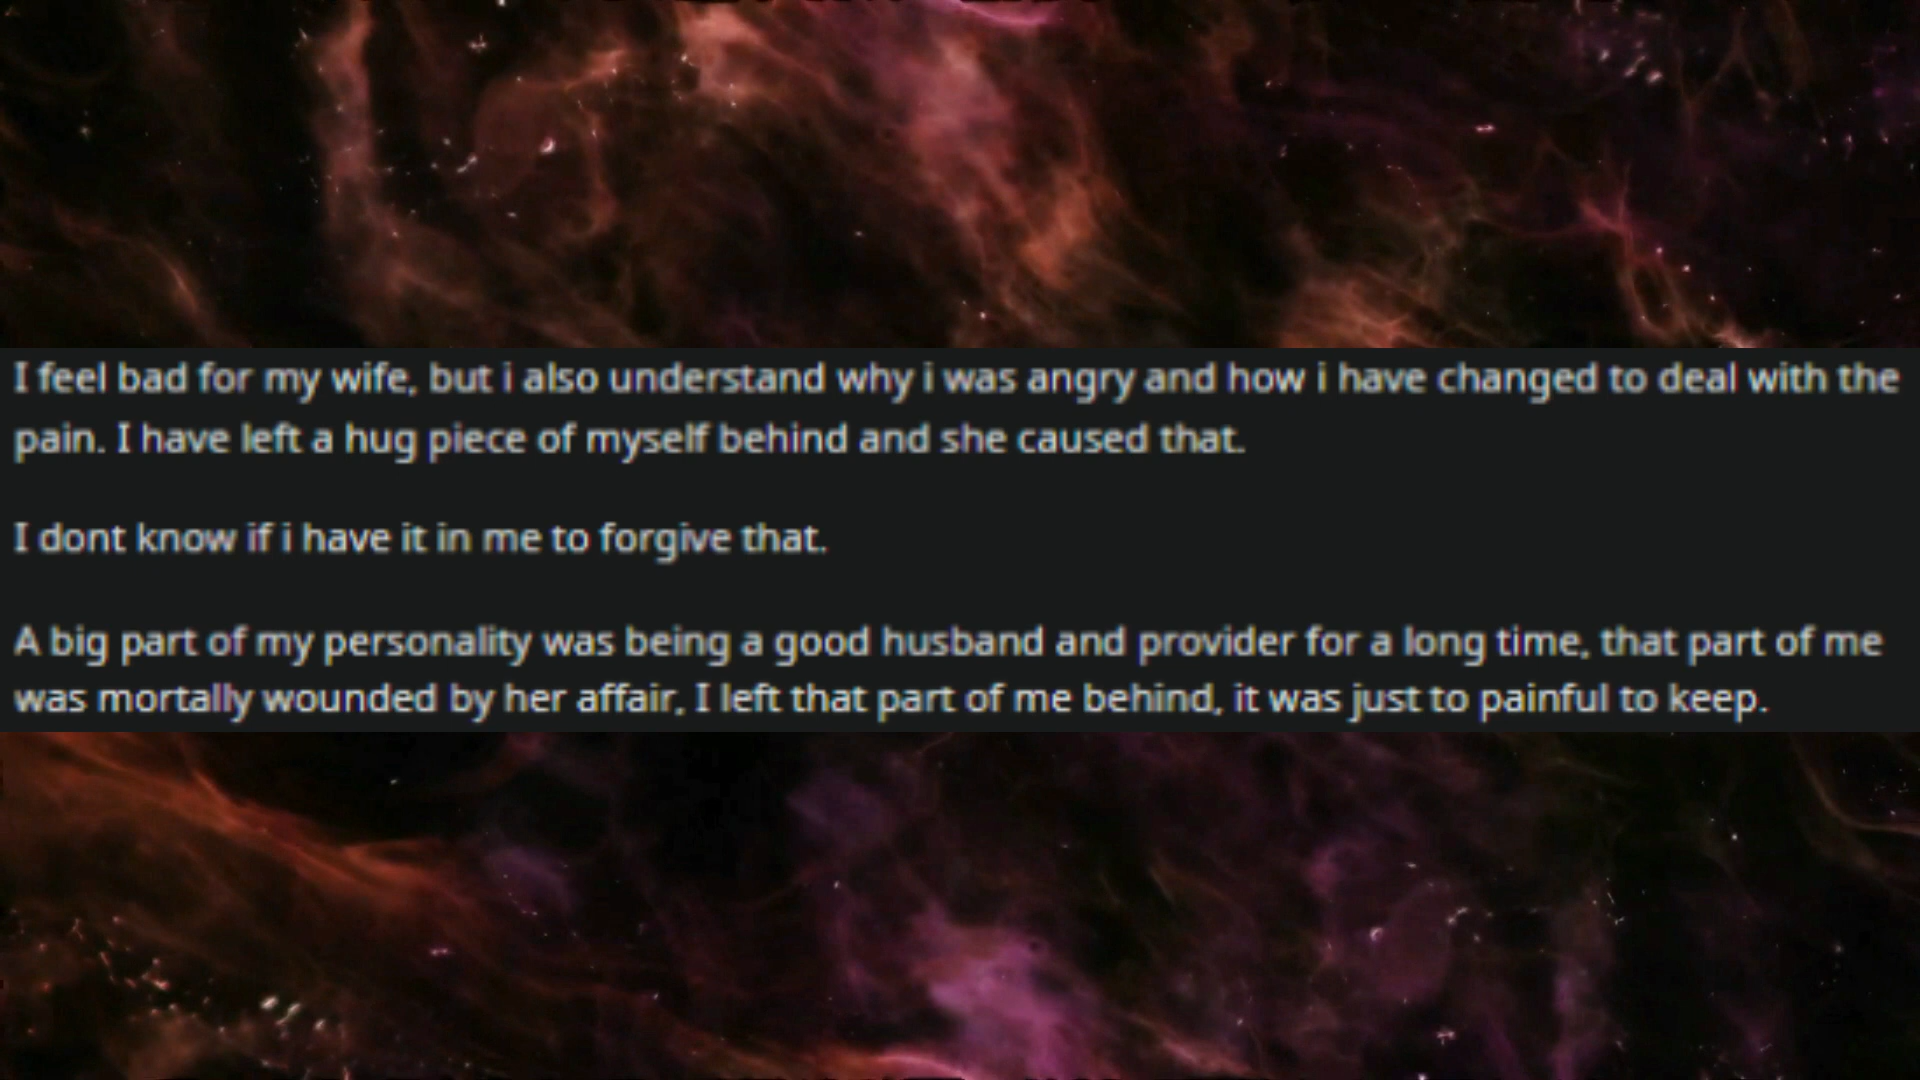 I feel bad for my wife, but i also understand why i was angry and how i have changed to deal with the
pain. I have left a hug piece of myself behind and she caused that.
I dont know if i have it in me to forgive that.
A big part of my personality was being a good husband and provider for a long time, that part of me
was mortally wounded by her affair, I left that part of me behind, it was just to painful to keep.